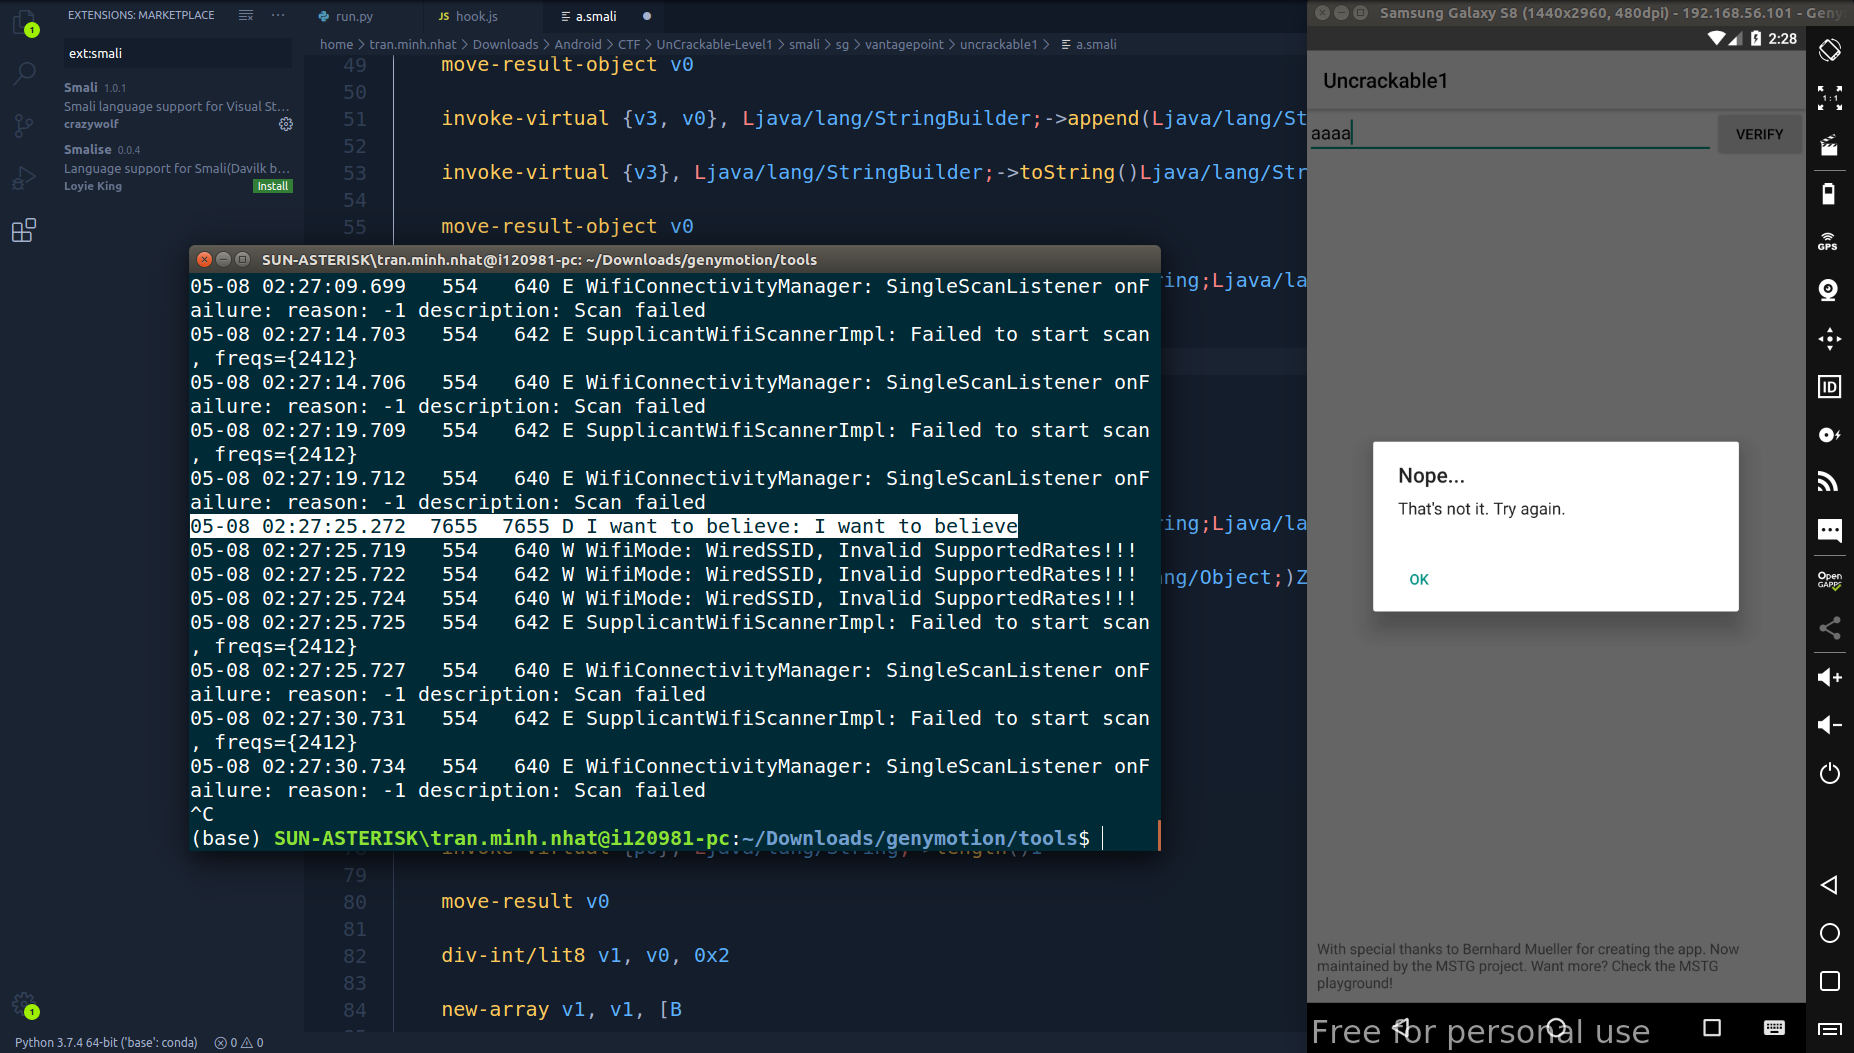 EXTENSIONS: MARKETPLACE
ext:smali
Smali 1.0.1
Smali language support for Visual St...
crazywolf
Smalise 0.0.4
Language support for Smali(Davilk b...
Loyie King
Install
1
1
Python 3.7.4 64-bit ('base': conda)
0 0
run.py
JS hook.js
a.smali
home > tran.minh.nhat > Downloads > Android > CTF > UnCrackable-Level1 > smali > sg > vantagepoint > uncrackable1 > a.smali
49 move-result-object v0
50
51 invoke-virtual {v3, v0}, Ljava/lang/StringBuilder;->append(Ljava/lang/St
52
53 invoke-virtual {v3}, Ljava/lang/StringBuilder;->toString()Ljava/lang/Str
54
55 move-result-object v0
ing;Ljava/la
ing;Ljava/la
ang/Object;)Z
SUN-ASTERISK\tran.minh.nhat@i120981-pc: ~/Downloads/genymotion/tools
05-08 02:27:09.699 554 640 E WifiConnectivityManager: SingleScanListener onF
ailure: reason: -1 description: Scan failed
05-08 02:27:14.703 554 642 E SupplicantWifiScannerImpl: Failed to start scan
, freqs={2412}
05-08 02:27:14.706 554 640 E WifiConnectivityManager: SingleScanListener onF
ailure: reason: -1 description: Scan failed
05-08 02:27:19.709 554 642 E SupplicantWifiScannerImpl: Failed to start scan
, freqs={2412}
05-08 02:27:19.712 554 640 E WifiConnectivityManager: SingleScanListener onF
ailure: reason: -1 description: Scan failed
05-08 02:27:25.272 7655 7655 D I want to believe: I want to believe
05-08 02:27:25.719 554 640 W WifiMode: WiredSSID, Invalid SupportedRates!!!
05-08 02:27:25.722 554 642 W WifiMode: WiredSSID, Invalid SupportedRates!!!
05-08 02:27:25.724 554 640 W WifiMode: WiredSSID, Invalid SupportedRates!!!
05-08 02:27:25.725 554 642 E SupplicantWifiScannerImpl: Failed to start scan
, freqs={2412}
05-08 02:27:25.727 554 640 E WifiConnectivityManager: SingleScanListener onF
ailure: reason: -1 description: Scan failed
05-08 02:27:30.731 554 642 E SupplicantWifiScannerImpl: Failed to start scan
, freqs={2412}
05-08 02:27:30.734 554 640 E WifiConnectivityManager: SingleScanListener onF
ailure: reason: -1 description: Scan failed
^C
(base) SUN-ASTERISK\tran.minh.nhat@i120981-pc:~/Downloads/genymotion/tools$
79
80 move-result v0
81
82 div-int/lit8 v1, v0, 0x2
83
84 new-array v1, v1, [B
Samsung Galaxy S8 (1440x2960, 480dpi) - 192.168.56.101 - Geny
2:28
Uncrackable1
aaaa
VERIFY
Nope...
That's not it. Try again.
OK
With special thanks to Bernhard Mueller for creating the app. Now
maintained by the MSTG project. Want more? Check the MSTG
playground!
Free for personal use
1:1
GPS
ID
Open
GAPPS